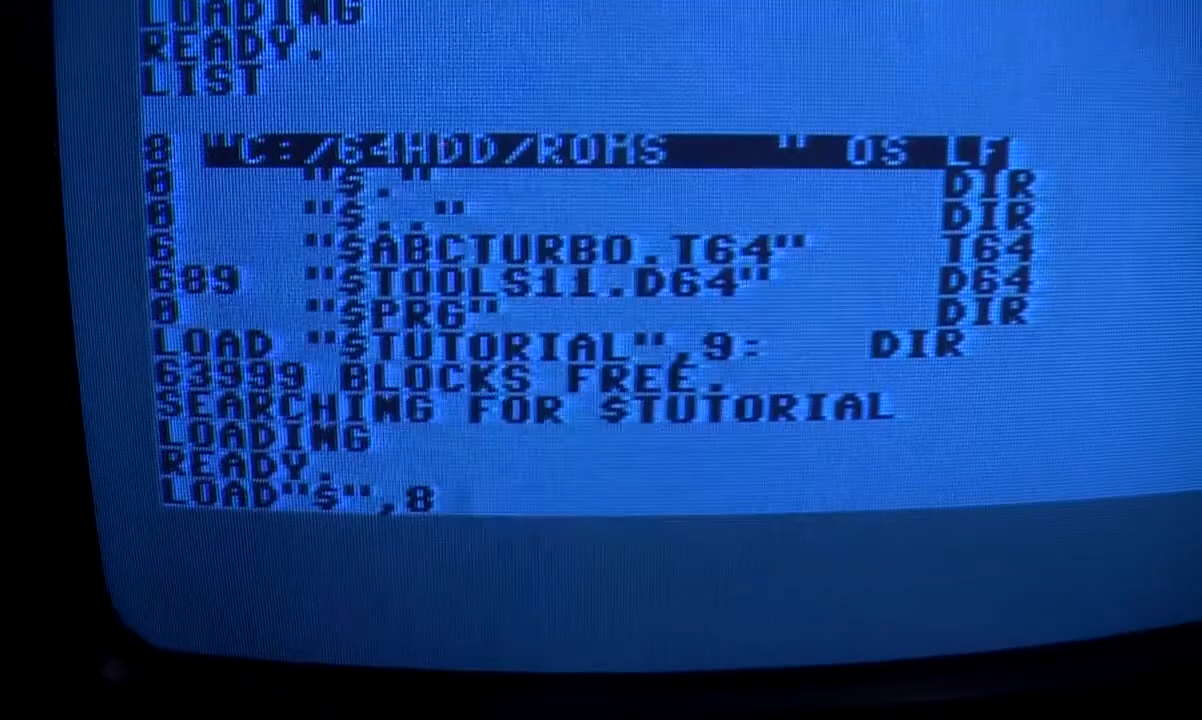 LOADING
READY.
LIST
"C:/64HDD/ROMS " OS LF
0 "$." DIR
0 "$.." DIR
6 "$ABCTURBO.T64" T64
689 "$TOOLS11.D64" D64
0 "$PRG" DIR
LOAD "$TUTORIAL",9: DIR
63999 BLOCKS FREE.
SEARCHING FOR $TUTORIAL
LOADING
READY.
LOAD"$",8